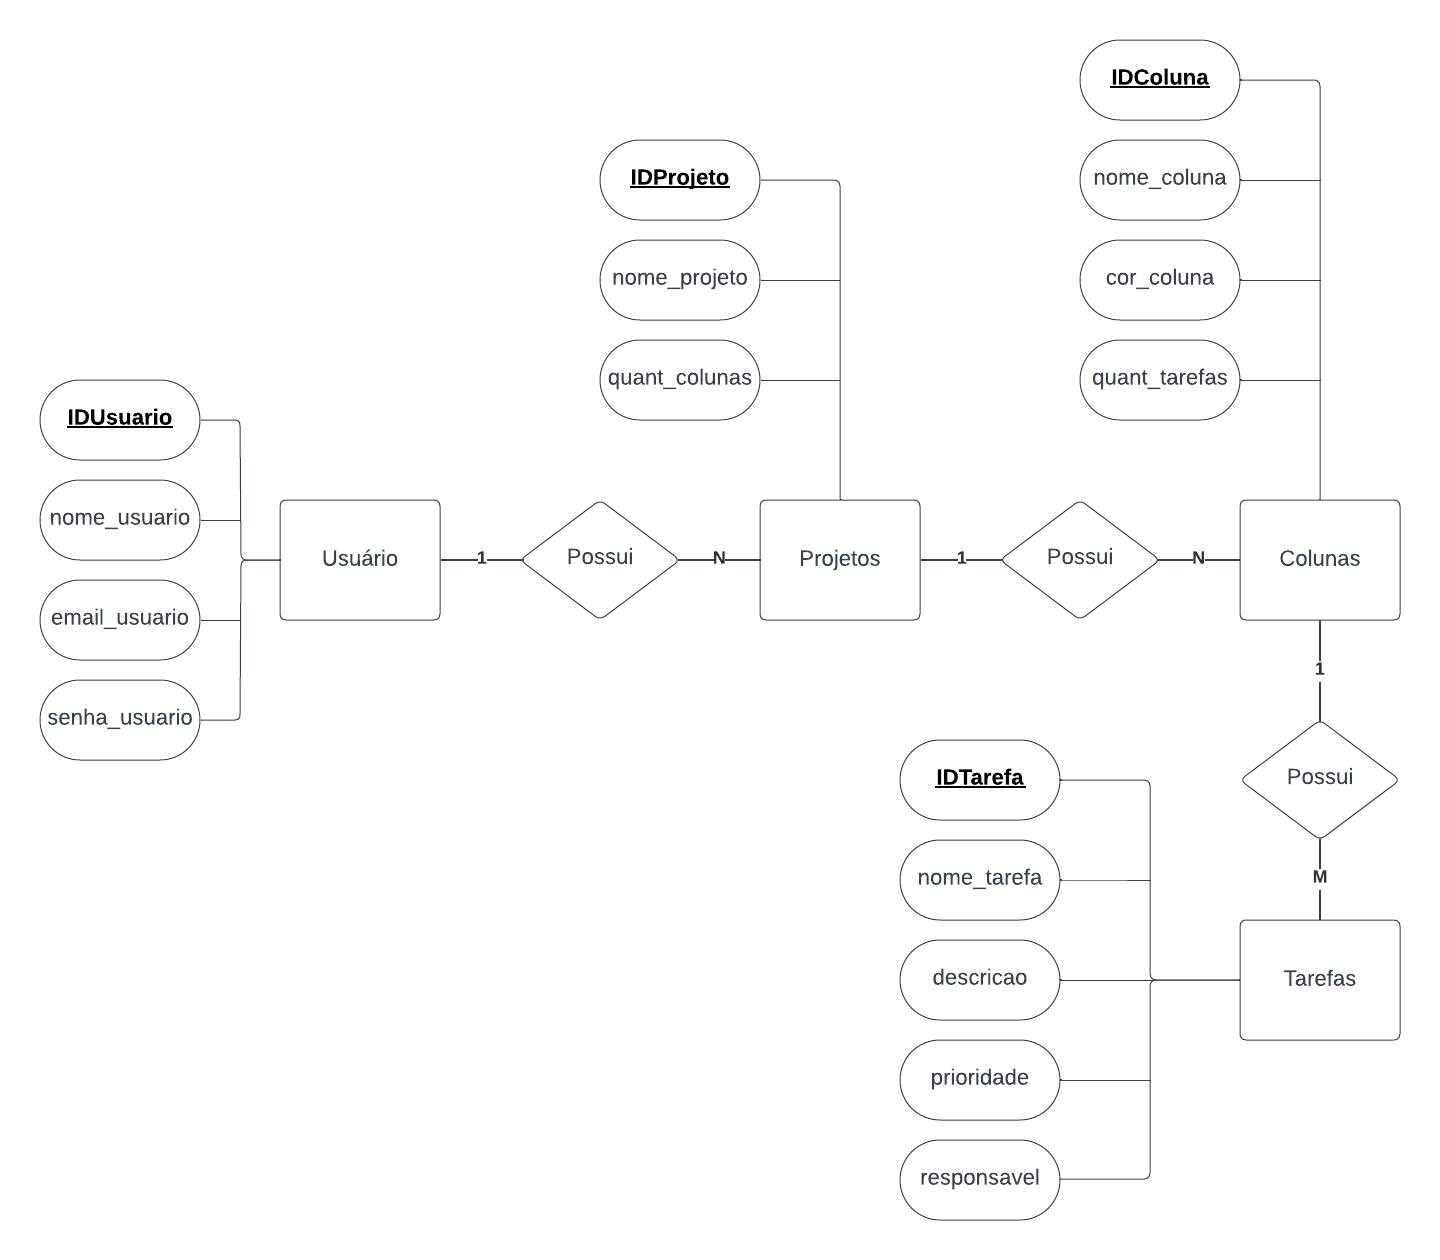 IDColuna
nome_coluna
cor_coluna
quant_tarefas
IDProjeto
nome_projeto
quant_colunas
IDUsuario
nome_usuario
email_usuario
senha_usuario
Usuário
1
Possui
N
Projetos
1
Possui
N
Colunas
1
Possui
M
Tarefas
IDTarefa
nome_tarefa
descricao
prioridade
responsavel